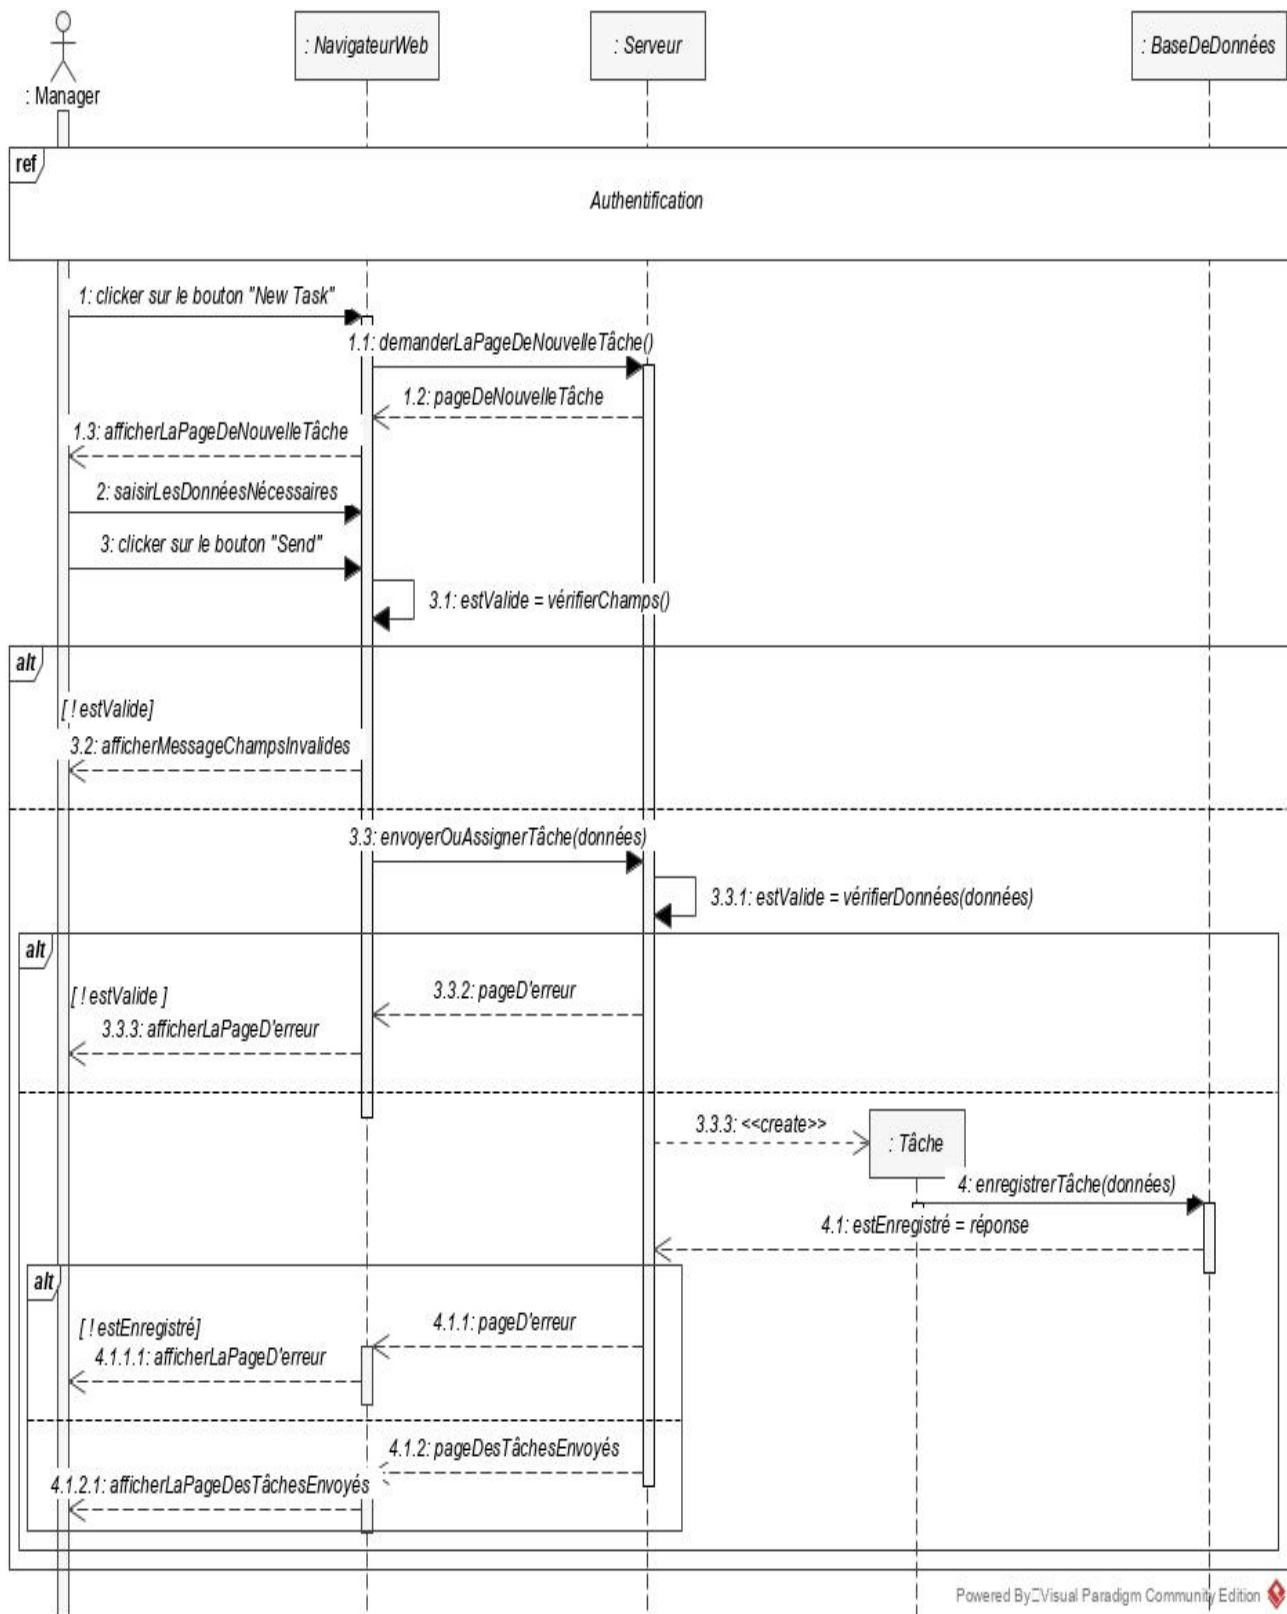 : Manager
: NavigateurWeb
: Serveur
: BaseDeDonnées
ref
Authentification
1: clicker sur le bouton "New Task"
1.1: demanderLaPageDeNouvelleTâche()
1.2: pageDeNouvelleTâche
1.3: afficherLaPageDeNouvelleTâche
2: saisirLesDonnéesNécessaires
3: clicker sur le bouton "Send"
3.1: estValide = vérifierChamps()
alt
[ ! estValide]
3.2: afficherMessageChampsInvalides
3.3: envoyerOuAssignerTâche(données)
3.3.1: estValide = vérifierDonnées(données)
alt
[ ! estValide ]
3.3.2: pageD'erreur
3.3.3: afficherLaPageD'erreur
3.3.3: <<create>>
: Tâche
4: enregistrerTâche(données)
4.1: estEnregistré = réponse
alt
[ ! estEnregistré]
4.1.1: pageD'erreur
4.1.1.1: afficherLaPageD'erreur
4.1.2: pageDesTâchesEnvoyés
4.1.2.1: afficherLaPageDesTâchesEnvoyés
Powered By Visual Paradigm Community Edition